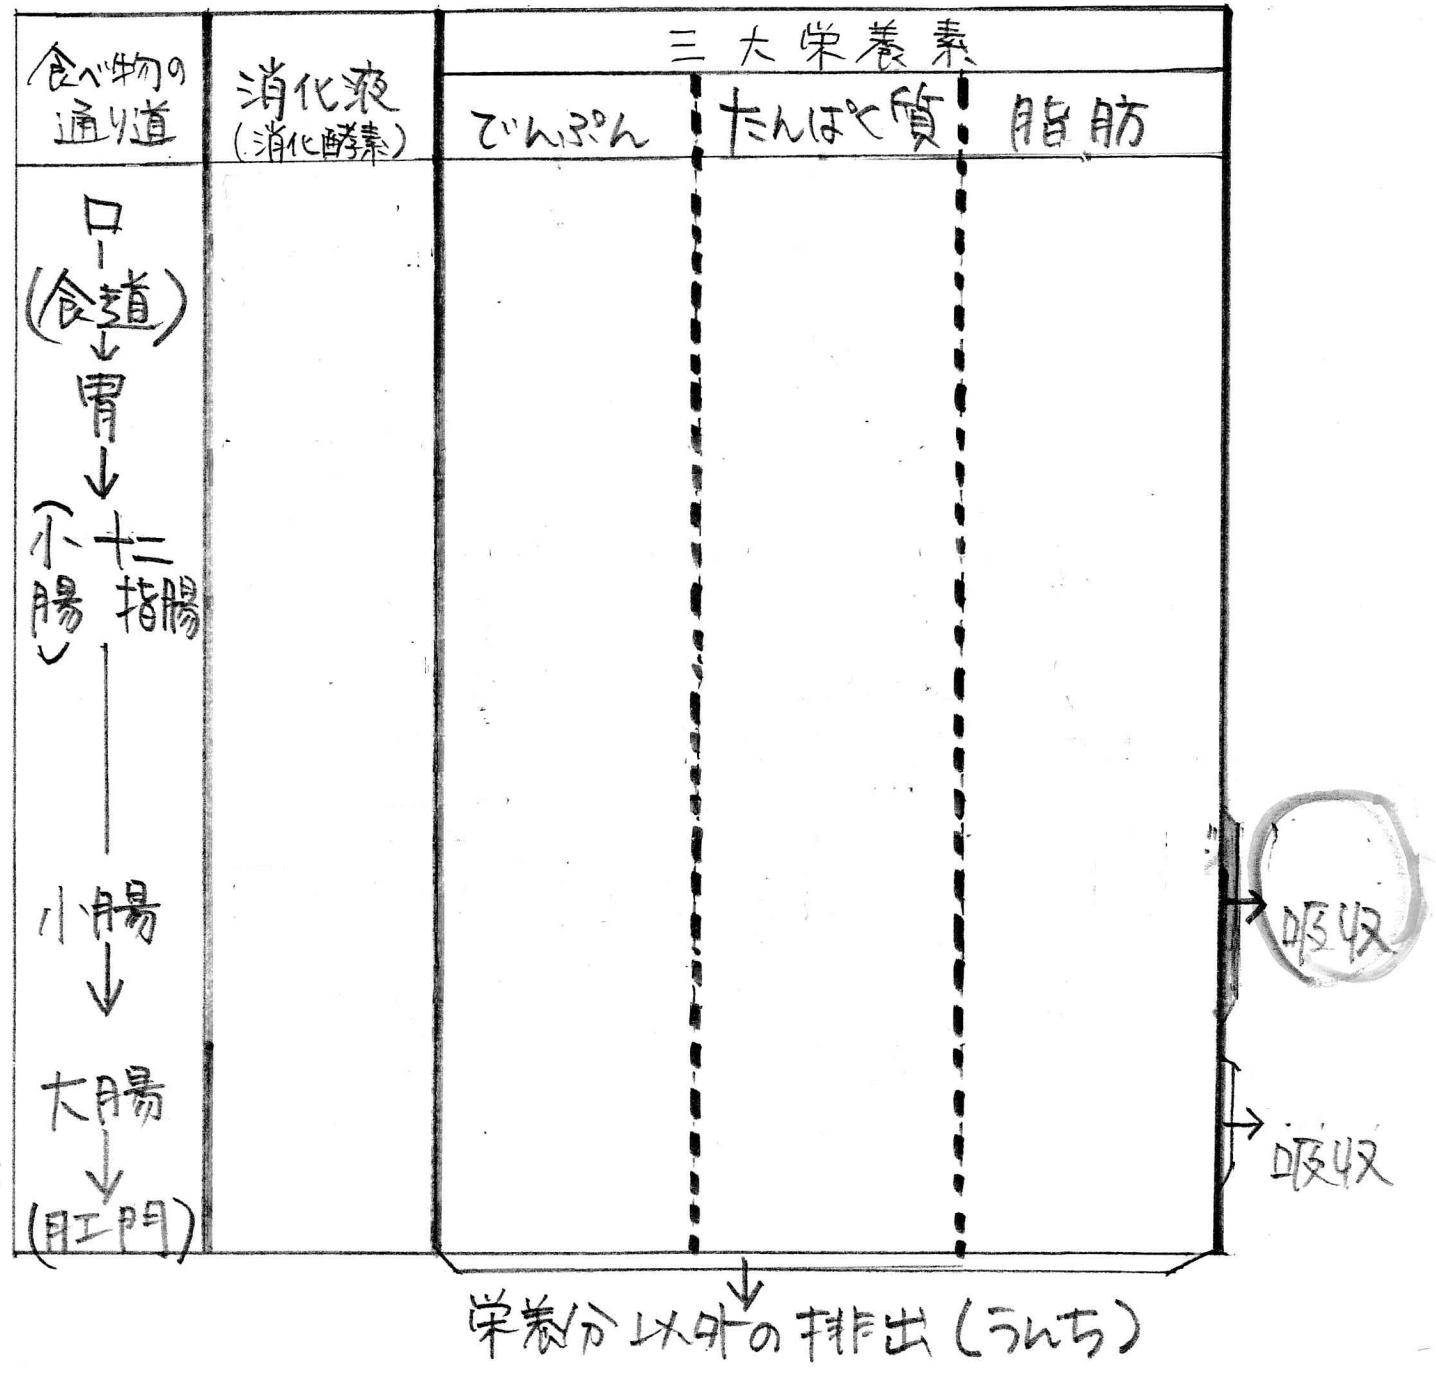 食べ物の
通り道
消化液
(消化酵素)
三大栄養素
でんぷん
たんぱく質
脂肪
口
(食道)
↓
胃
↓
(小腸)
十二
指腸
小腸
↓
大腸
↓
(肛門)
→吸収
→吸収
↓
栄養分以外の排出(うんち)